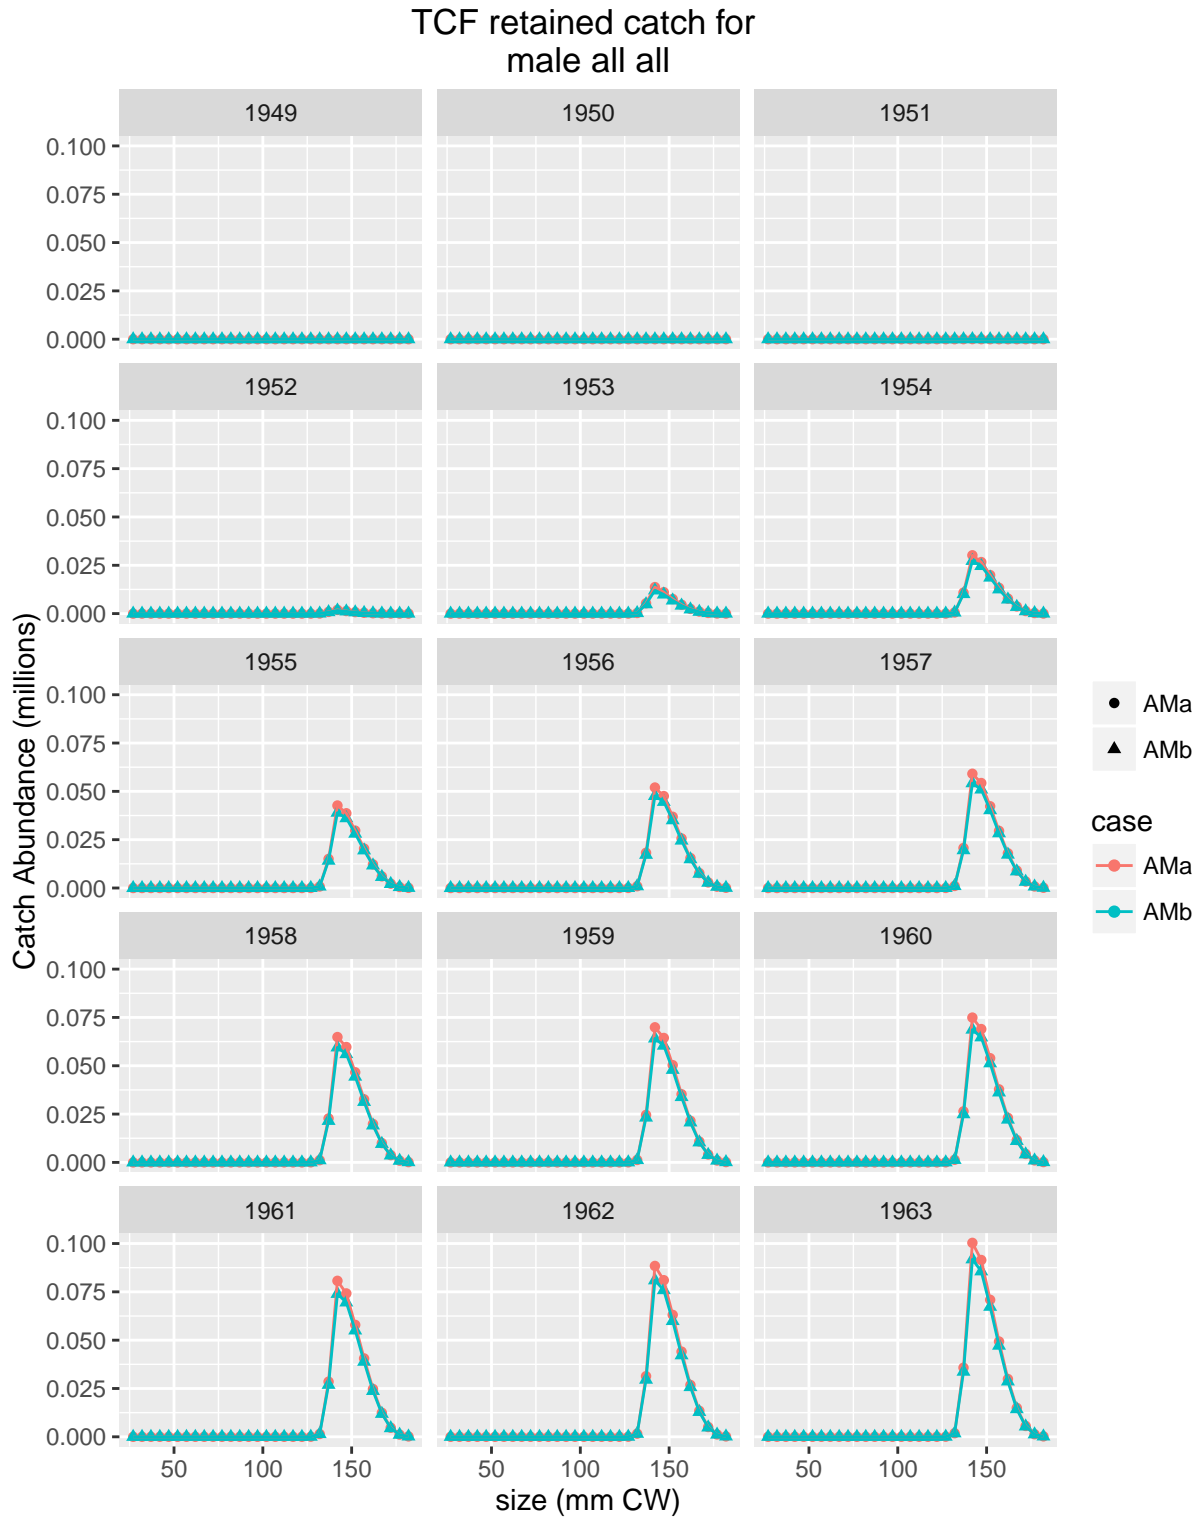 TCF retained catch for
male all all
1949 1950 1951
0.100
0.075
0.050
0.025
0.000
1952 1953 1954
0.100
0.075
0.050
0.025
0.000
1955 1956 1957
0.100
0.075
0.050
0.025
0.000
1958 1959 1960
0.100
0.075
0.050
0.025
0.000
1961 1962 1963
0.100
0.075
0.050
0.025
0.000
50 100 150 50 100 150 50 100 150
size (mm CW)
Catch Abundance (millions)
AMa
AMb
case
AMa
AMb